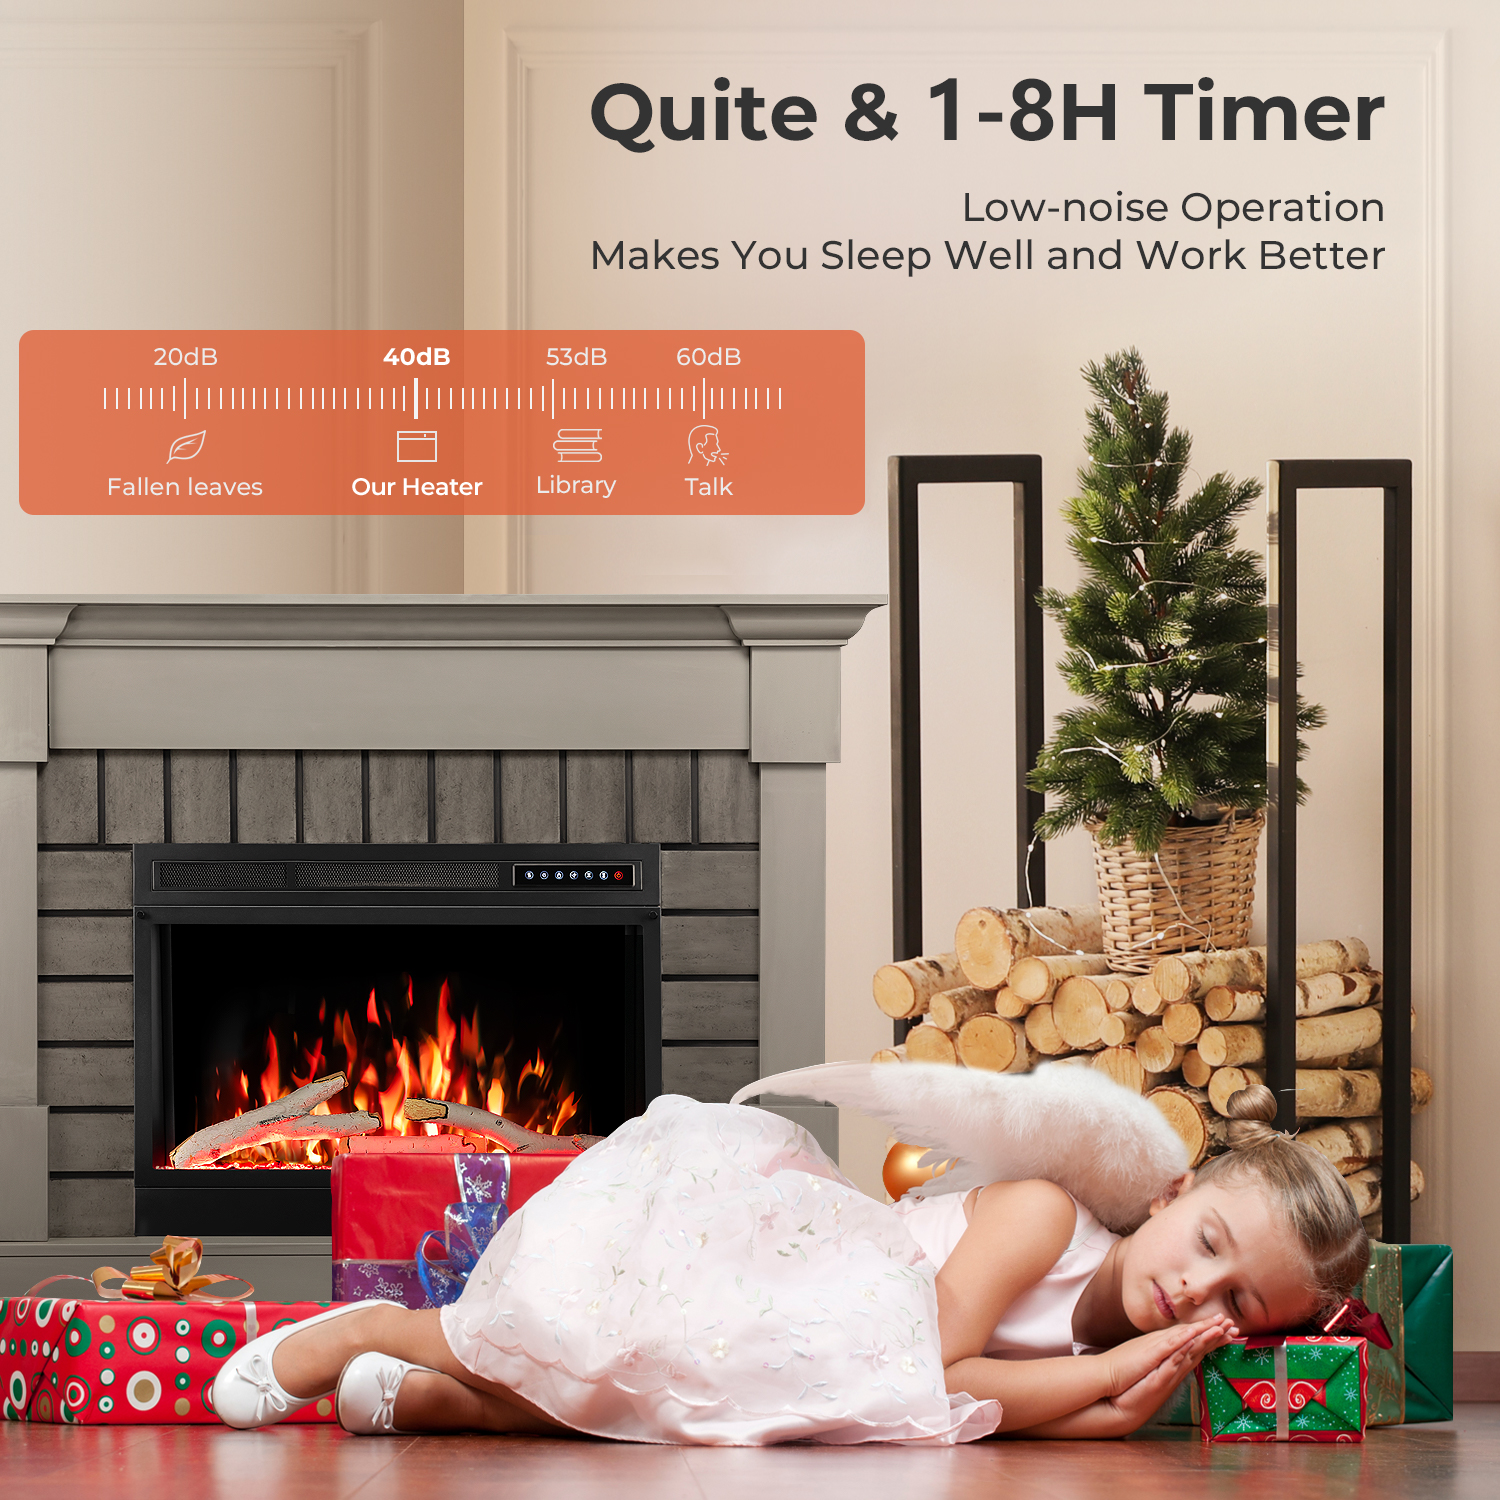 Quite & 1-8H Timer
Low-noise Operation
Makes You Sleep Well and Work Better
20dB 40dB 53dB 60dB
Fallen leaves Our Heater Library Talk